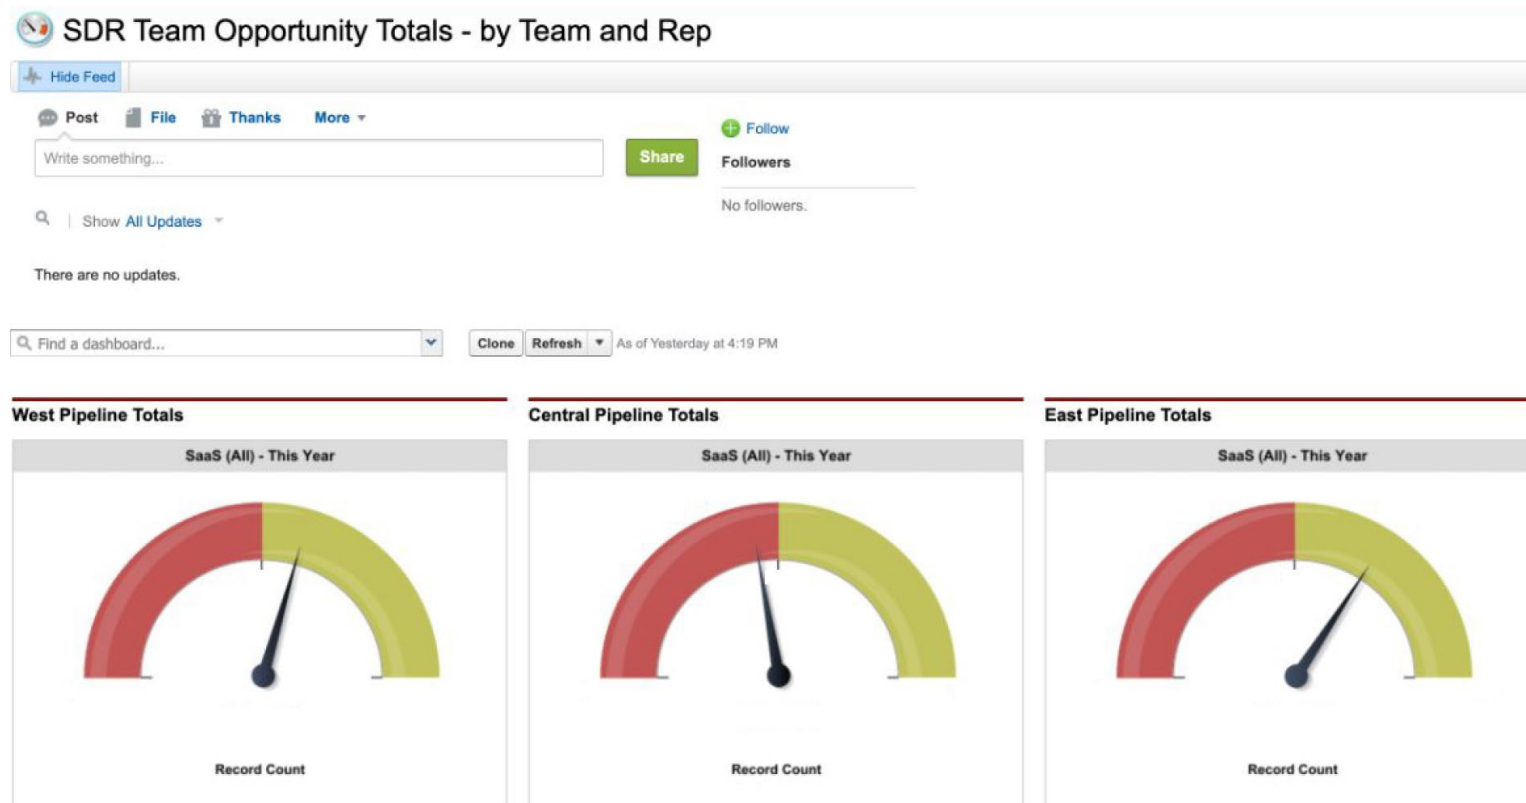 SDR Team Opportunity Totals - by Team and Rep
Hide Feed
Post File Thanks More
Write something... Share
Follow
Followers
No followers.
Show All Updates
There are no updates.
Find a dashboard... Clone Refresh As of Yesterday at 4:19 PM
West Pipeline Totals
SaaS (All) - This Year
Record Count
Central Pipeline Totals
SaaS (All) - This Year
Record Count
East Pipeline Totals
SaaS (All) - This Year
Record Count